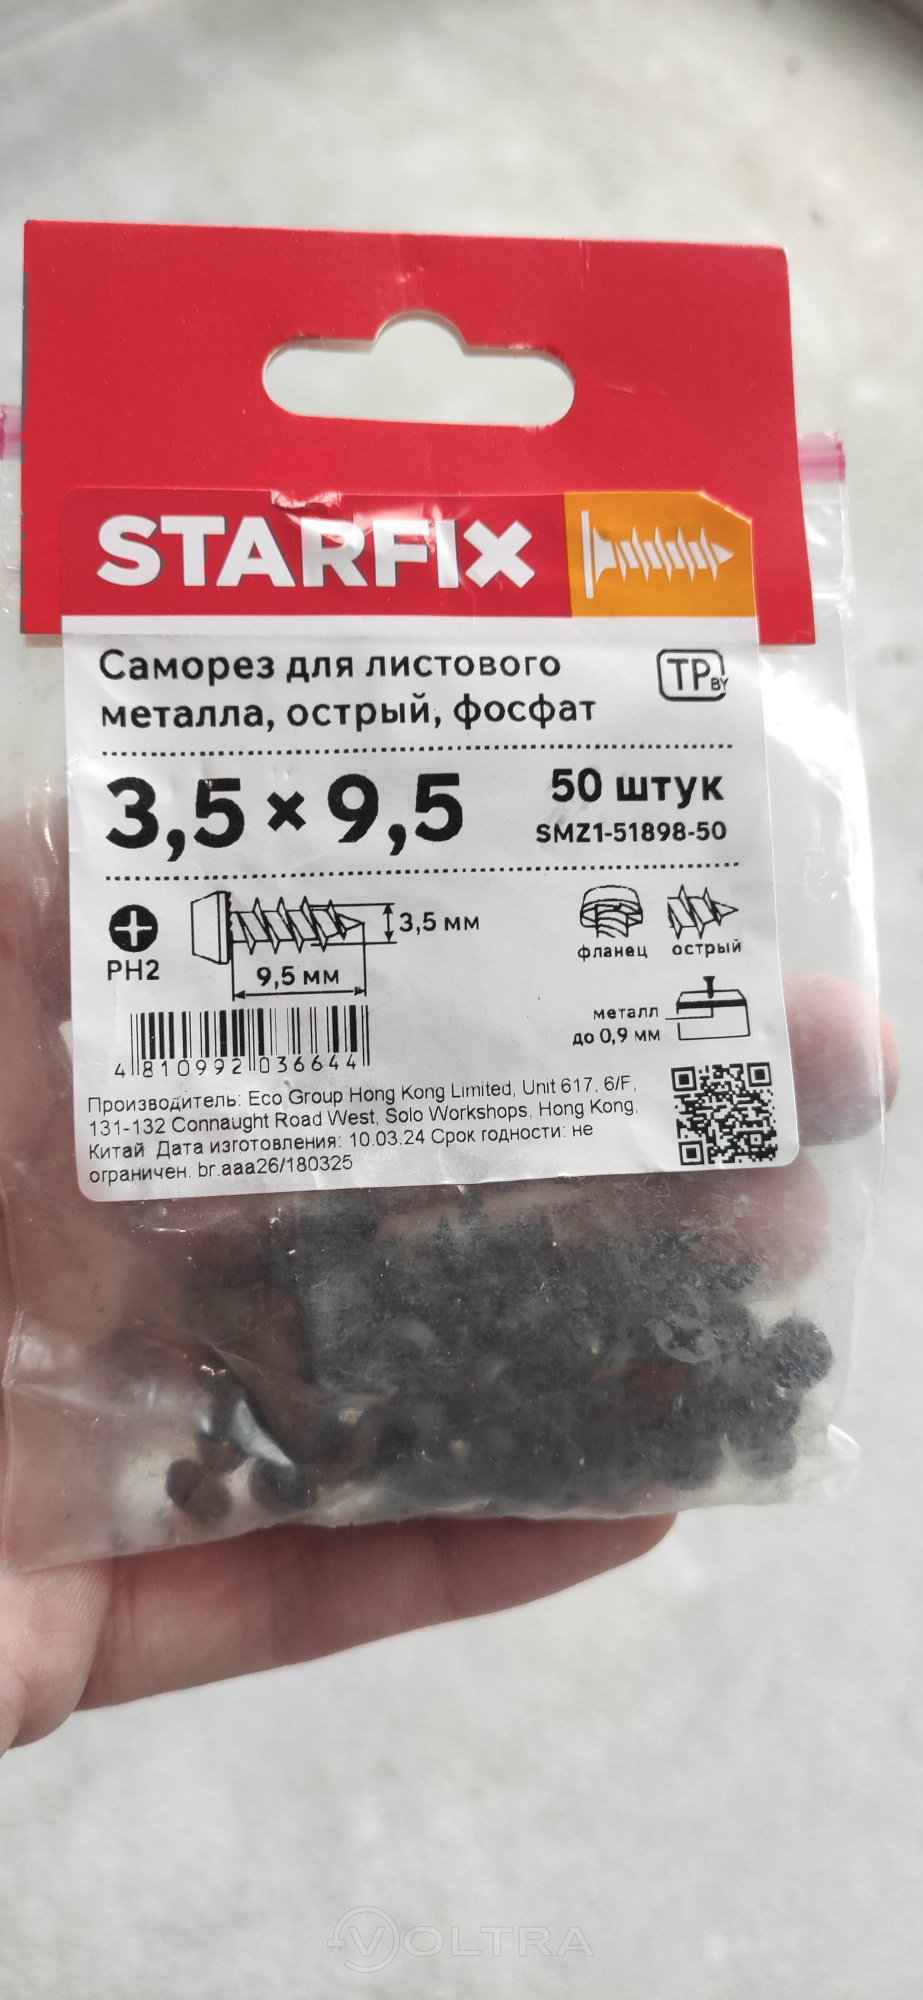 STARFIX
Саморез для листового
металла, острый, фосфат
TP BY
3,5 × 9,5
50 штук
SMZ1-51898-50
PH2
3,5 мм
9,5 мм
фланец
острый
металл
до 0,9 мм
4 810992 036644
Производитель: Eco Group Hong Kong Limited, Unit 617, 6/F,
131-132 Connaught Road West, Solo Workshops, Hong Kong,
Китай Дата изготовления: 10.03.24 Срок годности: не
ограничен. br.aaa26/180325
VOLTRA